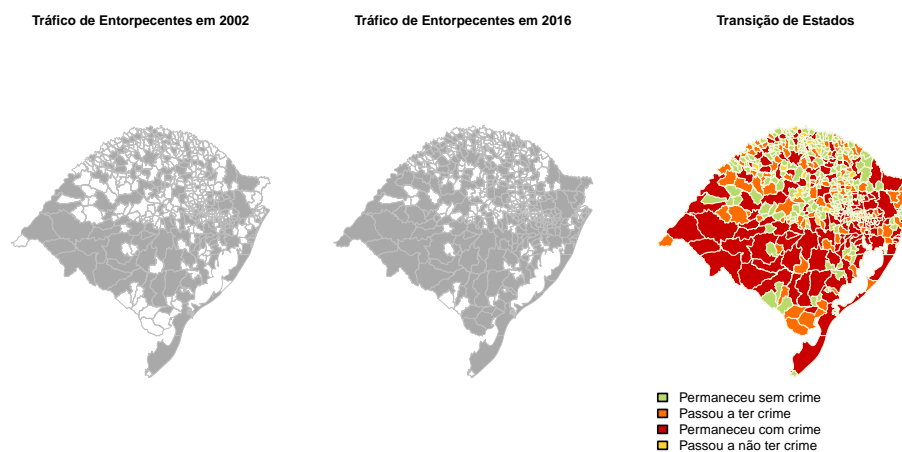 Tráfico de Entorpecentes em 2002
Tráfico de Entorpecentes em 2016
Transição de Estados
Permaneceu sem crime
Passou a ter crime
Permaneceu com crime
Passou a não ter crime